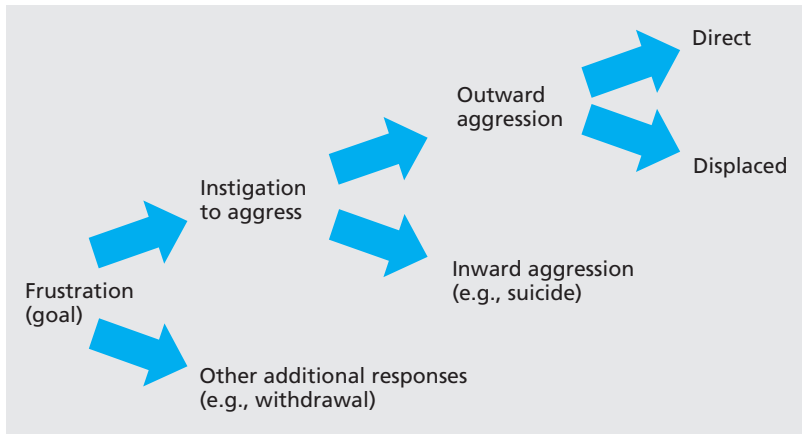 Direct
Outward
aggression
Displaced
Instigation
to aggress
Inward aggression
(e.g., suicide)
Frustration
(goal)
Other additional responses
(e.g., withdrawal)